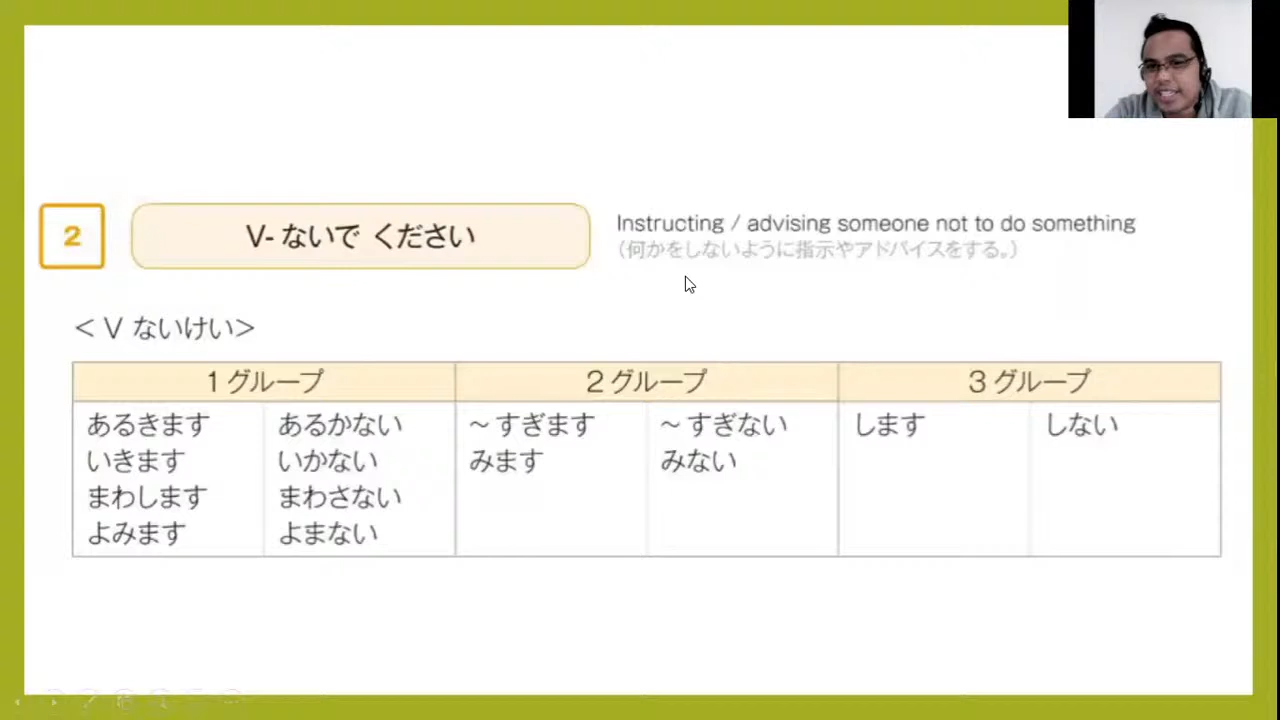 2
V-ないで ください
Instructing / advising someone not to do something
（何かをしないように指示やアドバイスをする。）
＜V ないけい＞
1グループ 2グループ 3グループ
あるきます あるかない ～すぎます ～すぎない します しない
いきます いかない みます みない
まわします まわさない
よみます よまない